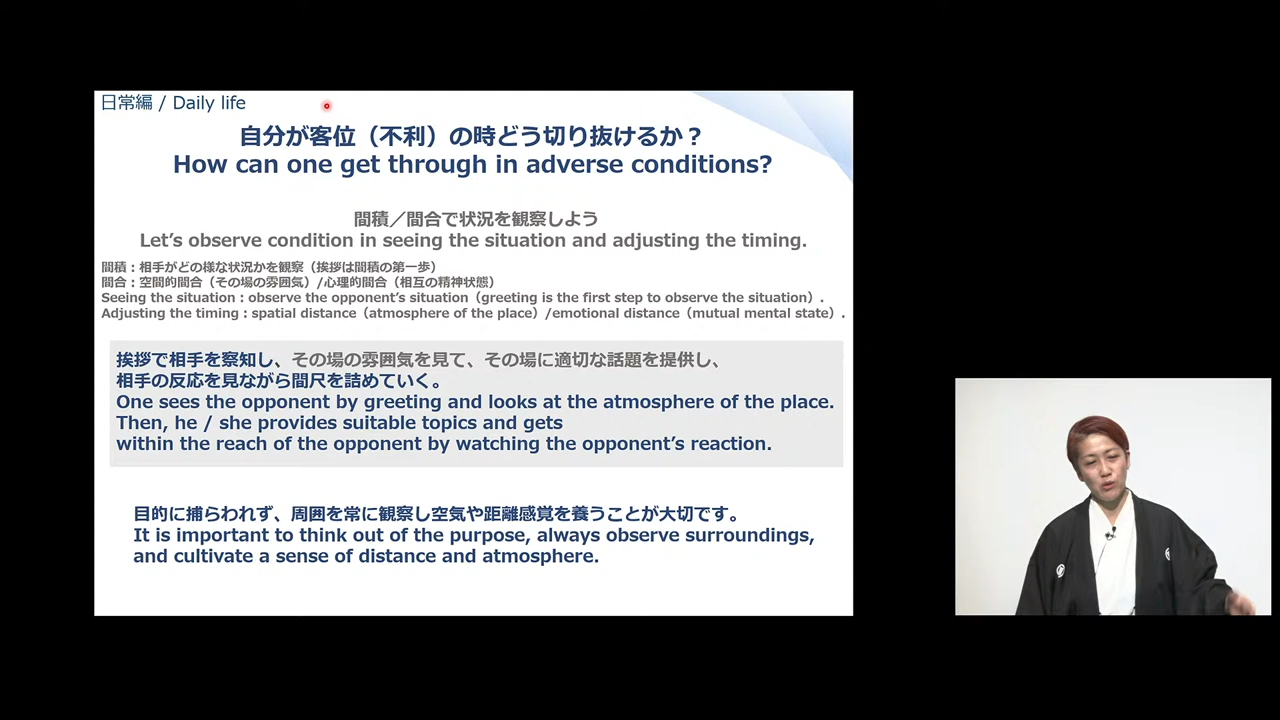 日常編 / Daily life
自分が客位（不利）の時どう切り抜けるか？
How can one get through in adverse conditions?
間積／間合で状況を観察しよう
Let’s observe condition in seeing the situation and adjusting the timing.
間積：相手がどの様な状況かを観察（挨拶は間積の第一歩）
間合：空間的間合（その場の雰囲気）/心理的間合（相互の精神状態）
Seeing the situation : observe the opponent’s situation（greeting is the first step to observe the situation）.
Adjusting the timing : spatial distance（atmosphere of the place）/emotional distance（mutual mental state）.
挨拶で相手を察知し、その場の雰囲気を見て、その場に適切な話題を提供し、
相手の反応を見ながら間尺を詰めていく。
One sees the opponent by greeting and looks at the atmosphere of the place.
Then, he / she provides suitable topics and gets
within the reach of the opponent by watching the opponent’s reaction.
目的に捕らわれず、周囲を常に観察し空気や距離感覚を養うことが大切です。
It is important to think out of the purpose, always observe surroundings,
and cultivate a sense of distance and atmosphere.